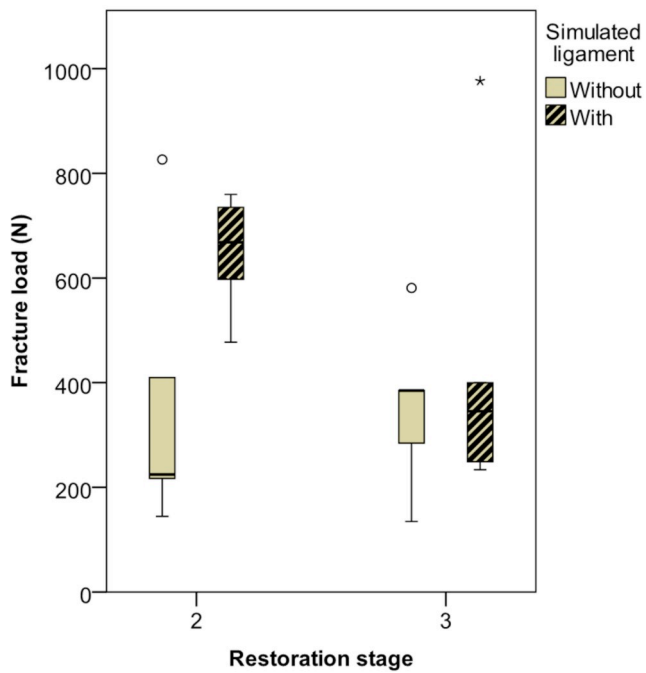 Simulated
ligament
Without
With
1000
800
600
400
200
0
Fracture load (N)
2
3
Restoration stage